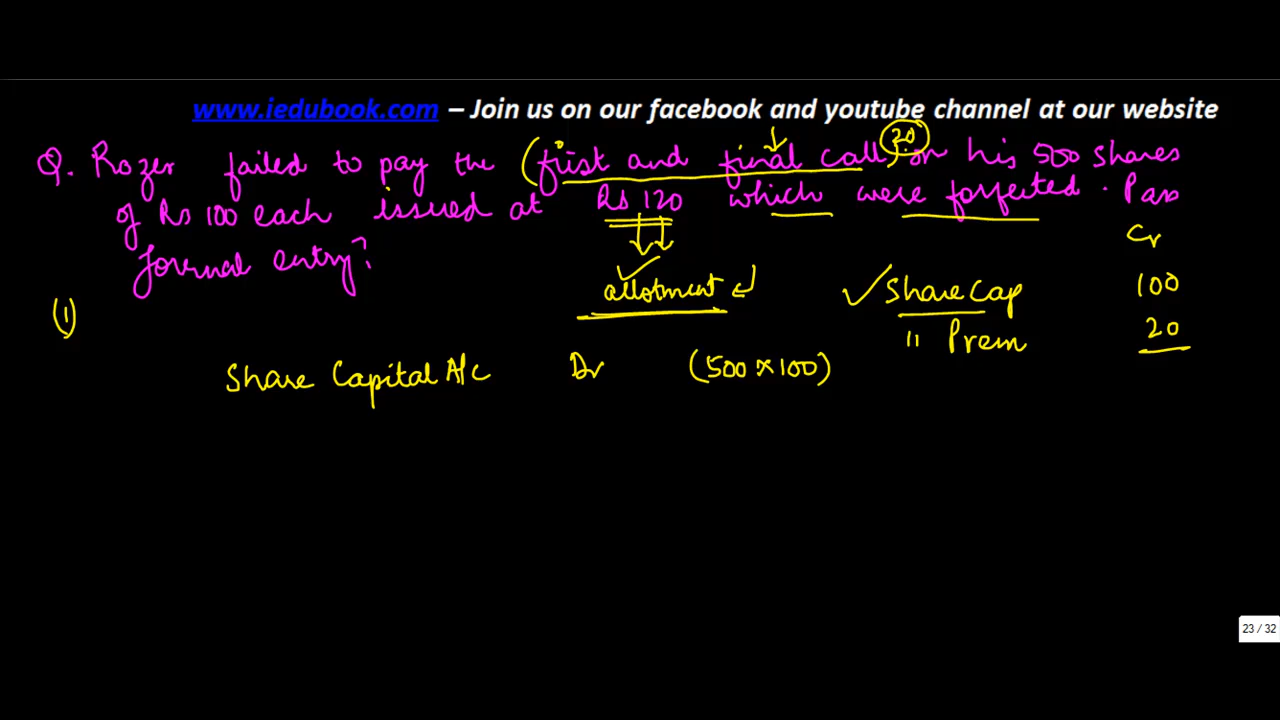 www.iedubook.com – Join us on our facebook and youtube channel at our website
20
Q. Rozer failed to pay the (first and final call) on his 500 shares
of Rs 100 each issued at Rs 120 which were forfeited. Pass
Journal entry?
Cr
(1)
allotment
Share Cap 100
" Prem 20
Share Capital A/c Dr (500×100)
23 / 32